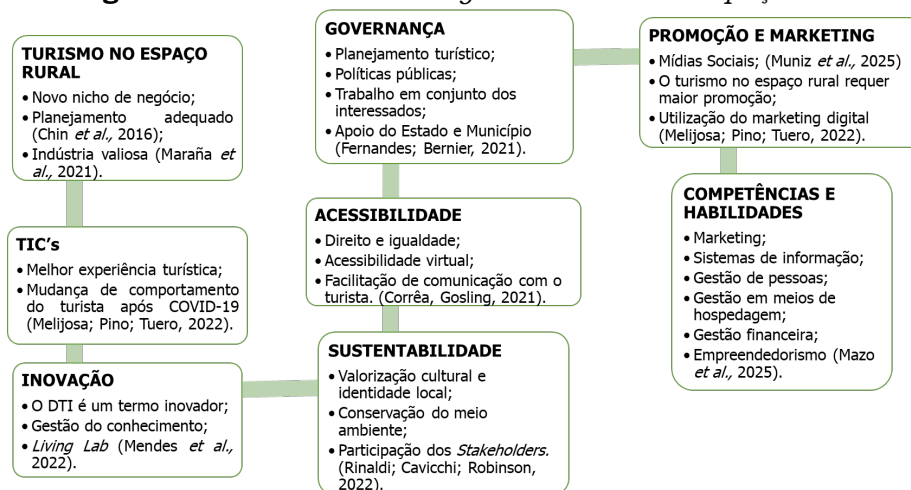 TURISMO NO ESPAÇO
RURAL
• Novo nicho de negócio;
• Planejamento adequado
(Chin et al., 2016);
• Indústria valiosa (Maraña et
al., 2021).
TIC’s
• Melhor experiência turística;
• Mudança de comportamento
do turista após COVID-19
(Melijosa; Pino; Tuero, 2022).
INOVAÇÃO
• O DTI é um termo inovador;
• Gestão do conhecimento;
• Living Lab (Mendes et al.,
2022).
GOVERNANÇA
• Planejamento turístico;
• Políticas públicas;
• Trabalho em conjunto dos
interessados;
• Apoio do Estado e Município
(Fernandes; Bernier, 2021).
ACESSIBILIDADE
• Direito e igualdade;
• Acessibilidade virtual;
• Facilitação de comunicação com o
turista. (Corrêa, Gosling, 2021).
SUSTENTABILIDADE
• Valorização cultural e
identidade local;
• Conservação do meio
ambiente;
• Participação dos Stakeholders.
(Rinaldi; Cavicchi; Robinson,
2022).
PROMOÇÃO E MARKETING
• Mídias Sociais; (Muniz et al., 2025)
• O turismo no espaço rural requer
maior promoção;
• Utilização do marketing digital
(Melijosa; Pino; Tuero, 2022).
COMPETÊNCIAS E
HABILIDADES
• Marketing;
• Sistemas de informação;
• Gestão de pessoas;
• Gestão em meios de
hospedagem;
• Gestão financeira;
• Empreendedorismo (Mazo
et al., 2025).